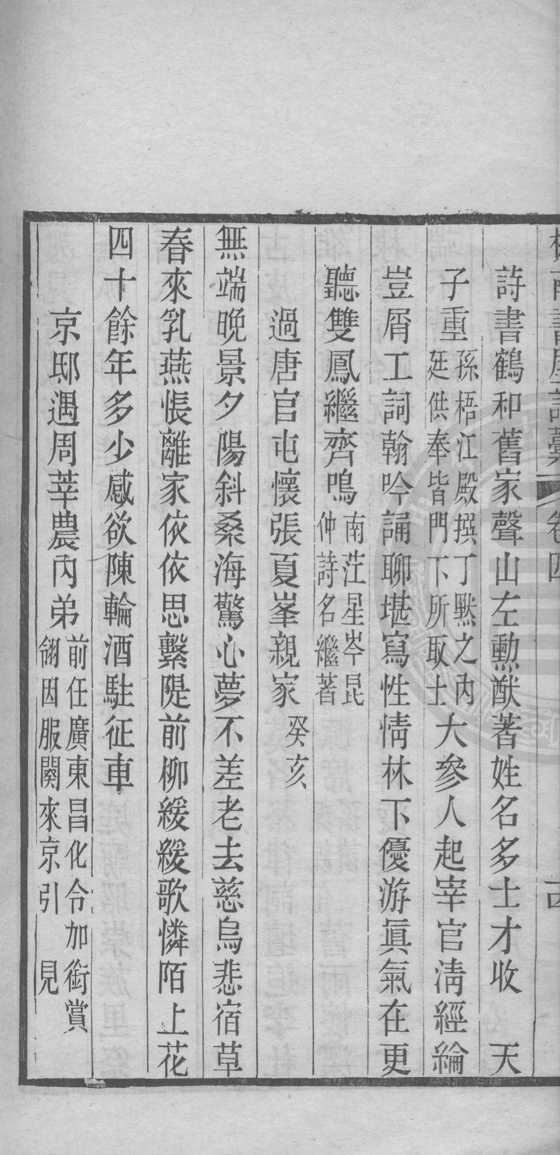 詩書鶴和舊家聲山左勲猷著姓名多士才收　天
子重孫梧江殿撰丁㸃之內廷供奉皆門下所取士大參人起宰官淸經綸
豈屑工詞翰吟誦聊堪寫性情林下優游眞氣在更
聽雙鳳繼齊鳴南茳星岑昆仲詩名繼著
過唐官屯懷張夏峯親家癸亥
無端晚景夕陽斜桑海驚心夢不差老去慈烏悲宿草
春來乳燕悵離家依依思繫隄前柳緩緩歌憐陌上花
四十餘年多少感欲陳輪酒駐征車
京邸遇周莘農內弟前任廣東昌化令加銜賞翎因服闋來京引　見